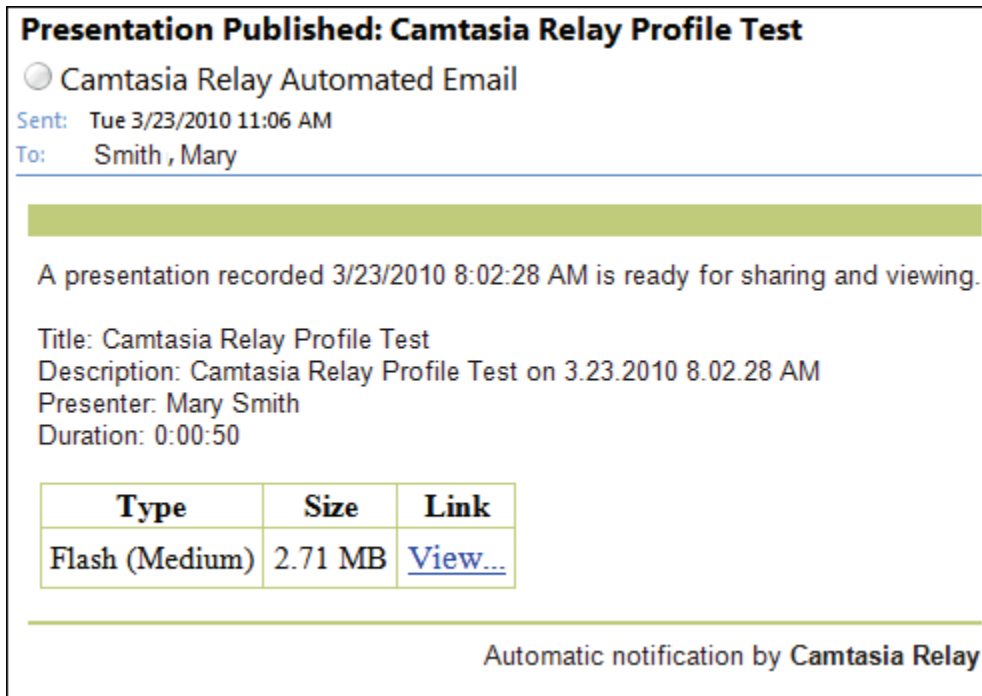 Presentation Published: Camtasia Relay Profile Test
Camtasia Relay Automated Email
Sent: Tue 3/23/2010 11:06 AM
To: Smith , Mary
A presentation recorded 3/23/2010 8:02:28 AM is ready for sharing and viewing.
Title: Camtasia Relay Profile Test
Description: Camtasia Relay Profile Test on 3.23.2010 8.02.28 AM
Presenter: Mary Smith
Duration: 0:00:50
Type Size Link
Flash (Medium) 2.71 MB View...
Automatic notification by Camtasia Relay